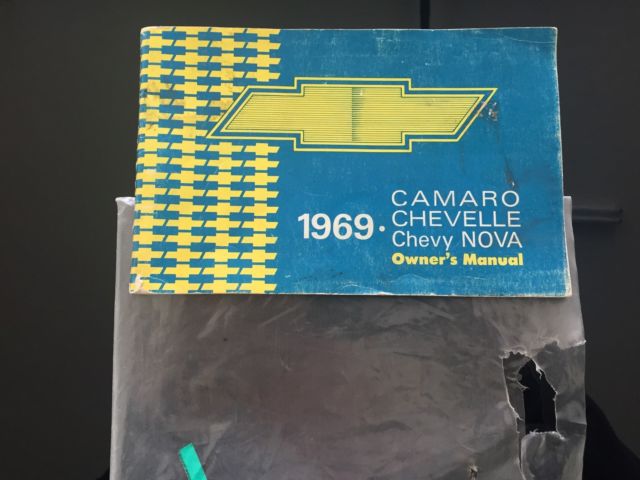 CAMARO
1969 • CHEVELLE
Chevy NOVA
Owner's Manual